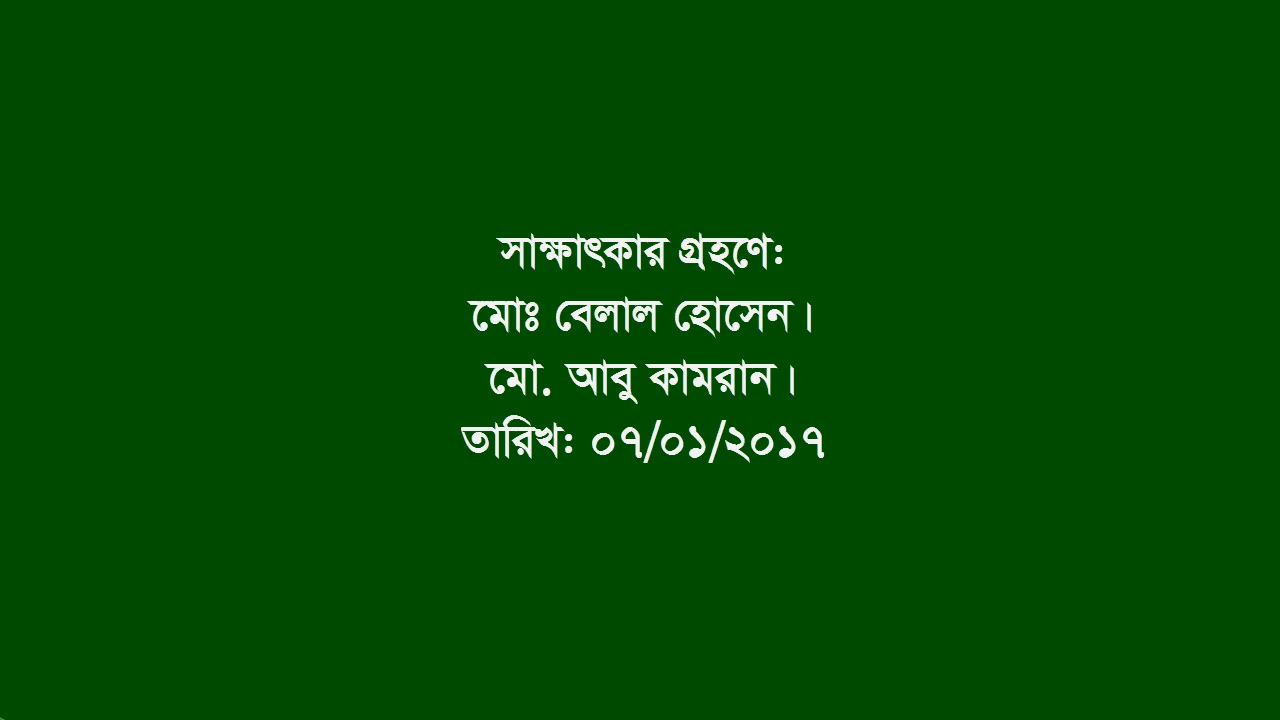 সাক্ষাৎকার গ্রহণে:
মোঃ বেলাল হোসেন।
মো. আবু কামরান।
তারিখ: ০৭/০১/২০১৭